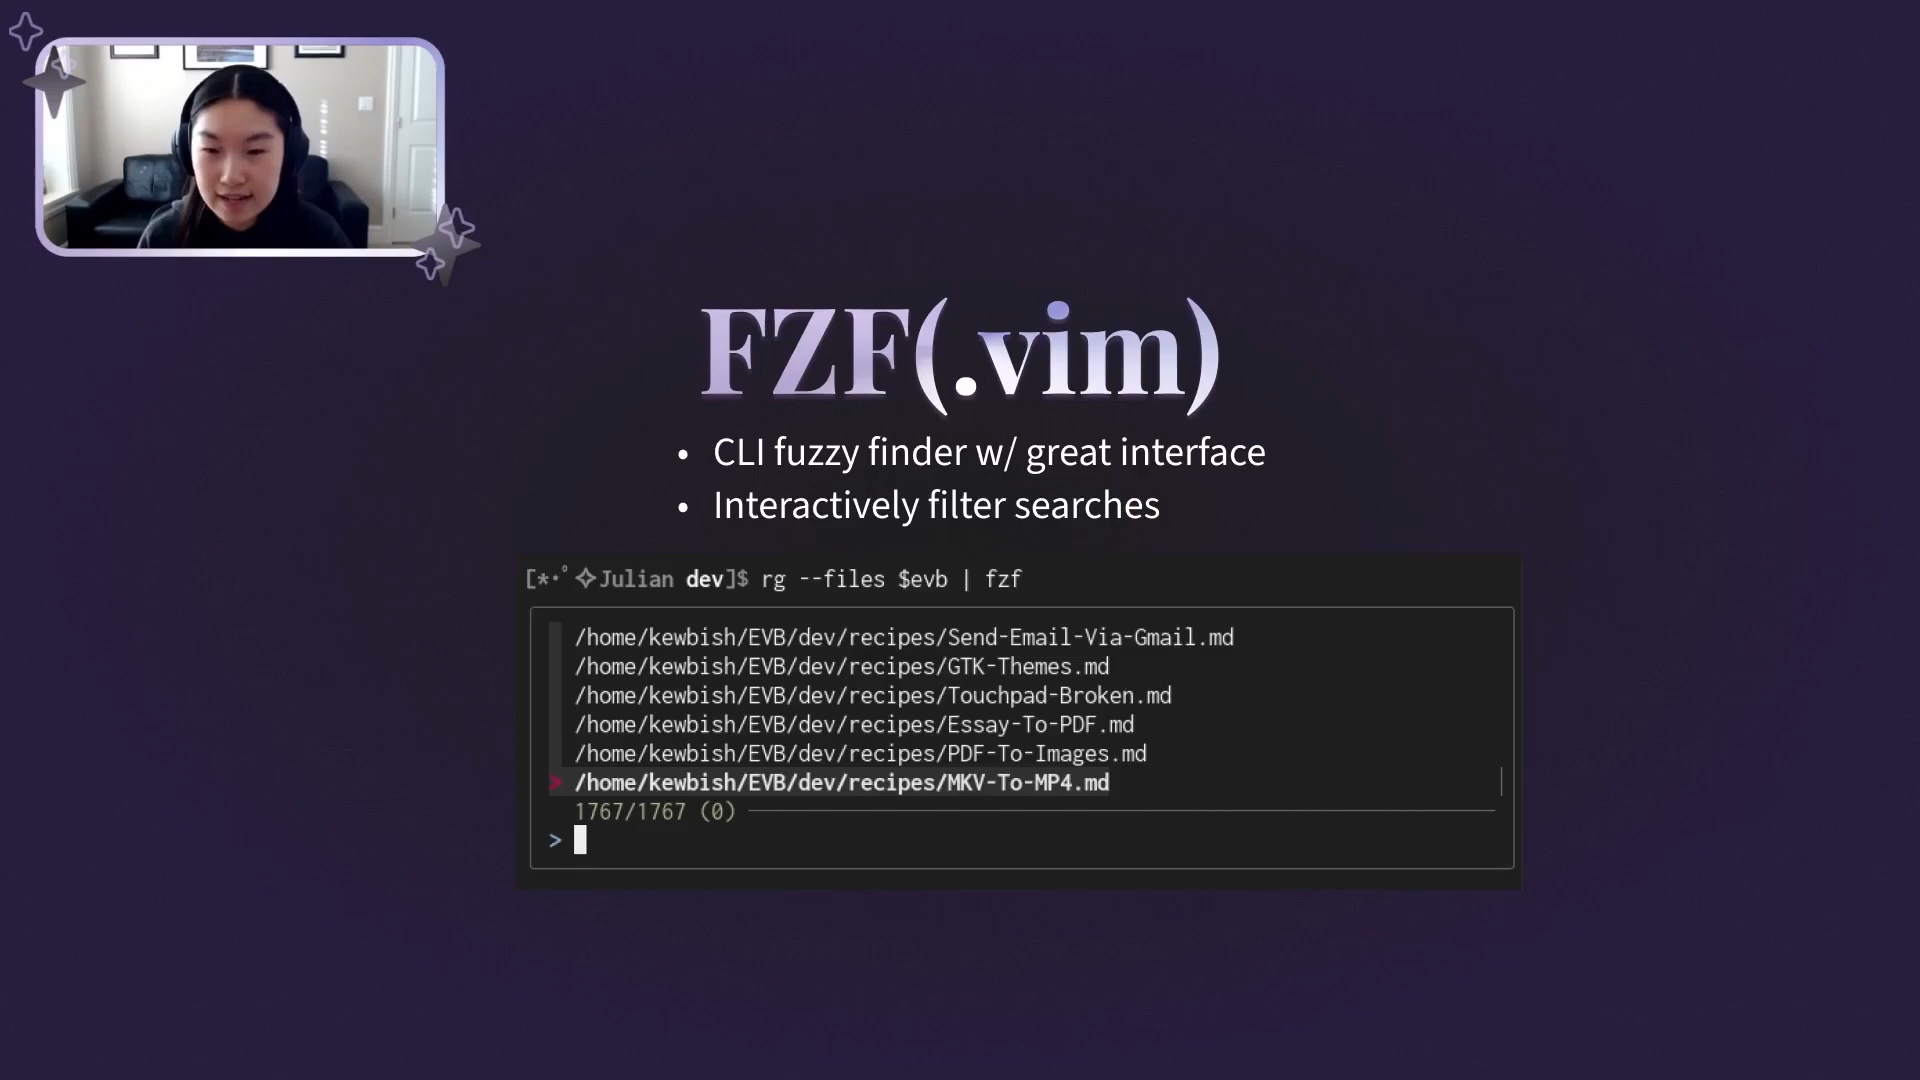 FZF(.vim)
• CLI fuzzy finder w/ great interface
• Interactively filter searches
[*･ﾟ✧Julian dev]$ rg --files $evb | fzf
/home/kewbish/EVB/dev/recipes/Send-Email-Via-Gmail.md
/home/kewbish/EVB/dev/recipes/GTK-Themes.md
/home/kewbish/EVB/dev/recipes/Touchpad-Broken.md
/home/kewbish/EVB/dev/recipes/Essay-To-PDF.md
/home/kewbish/EVB/dev/recipes/PDF-To-Images.md
> /home/kewbish/EVB/dev/recipes/MKV-To-MP4.md
1767/1767 (0)
>